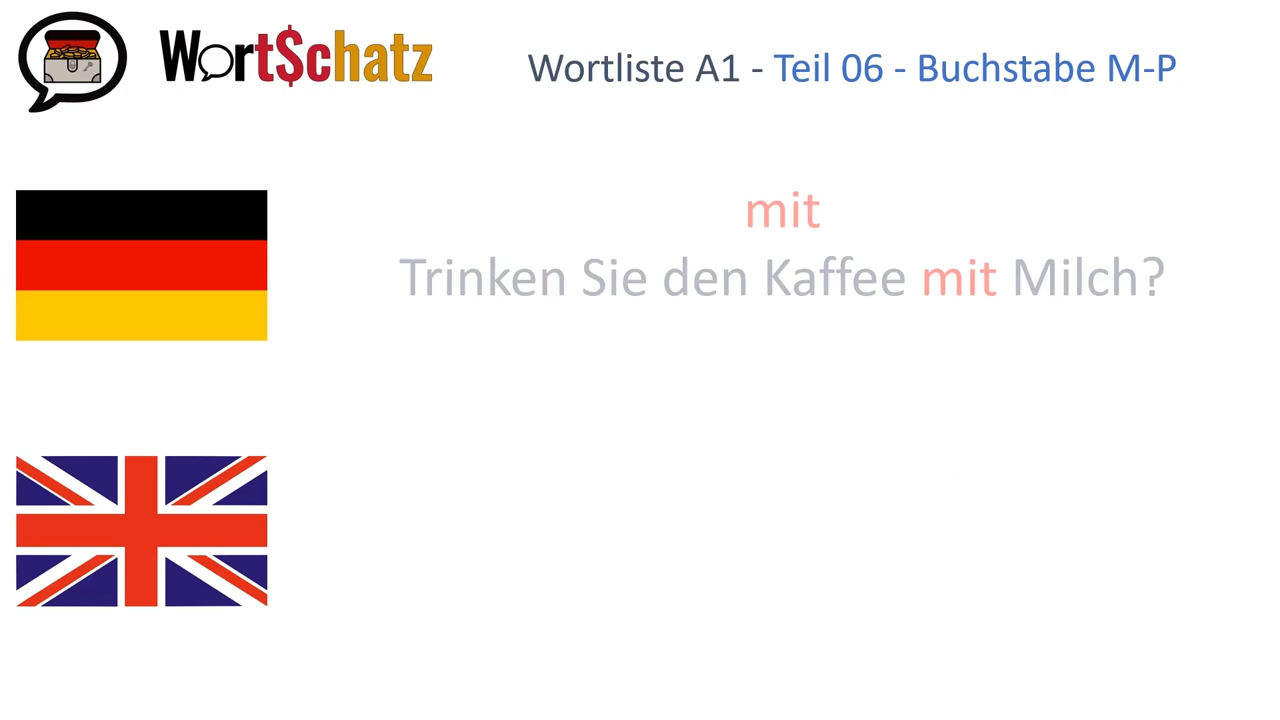 Wort$chatz
Wortliste A1 - Teil 06 - Buchstabe M-P
mit
Trinken Sie den Kaffee mit Milch?